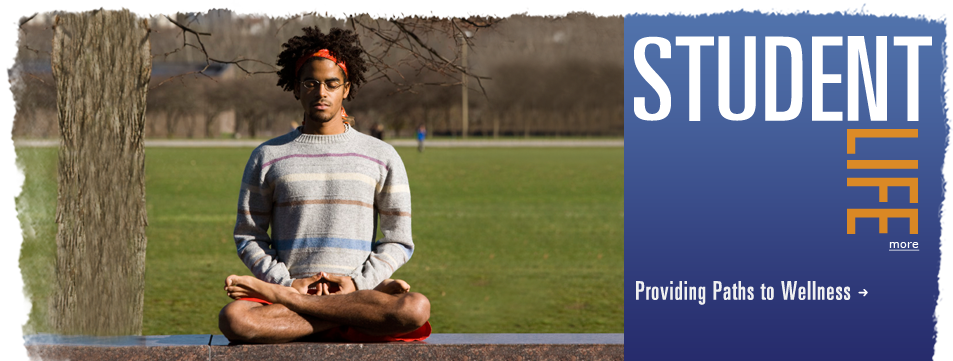 STUDENT
LIFE
more
Providing Paths to Wellness →